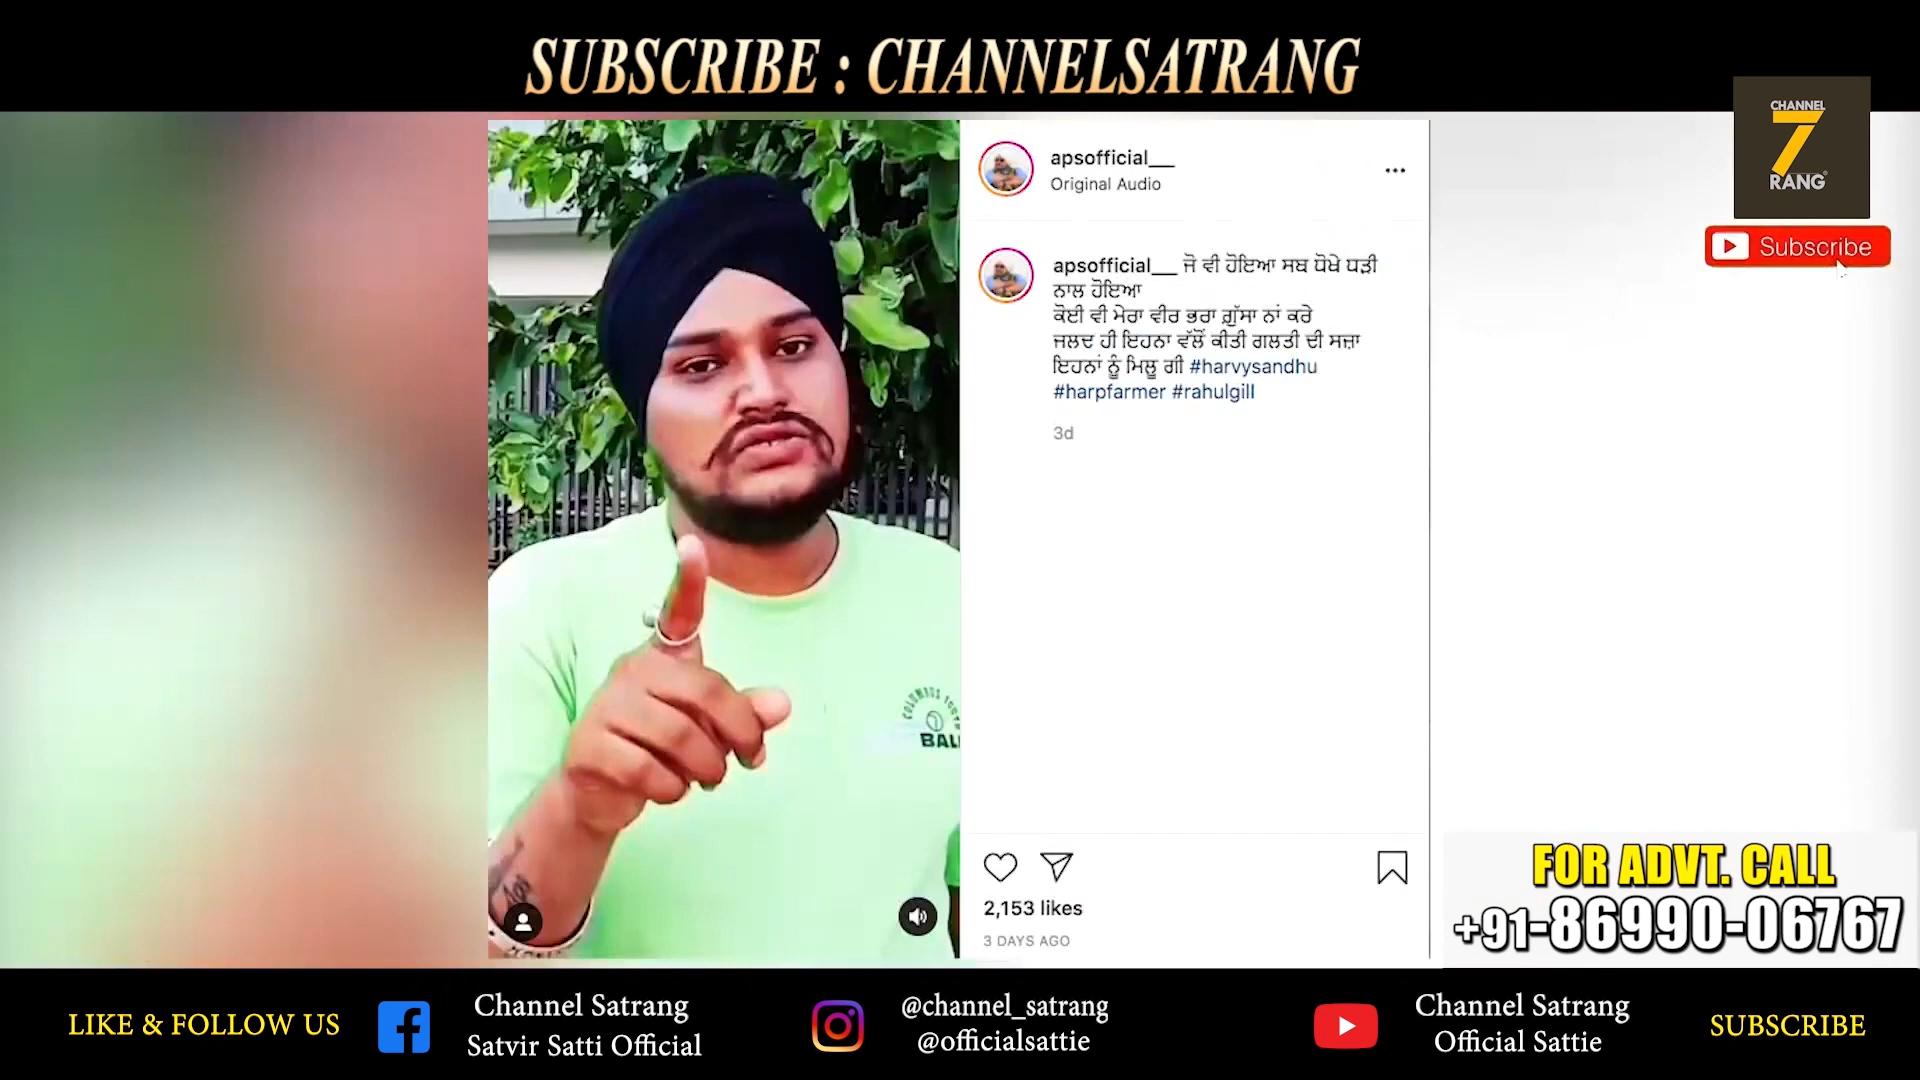 SUBSCRIBE : CHANNELSATRANG
CHANNEL
7
RANG
Subscribe
apsofficial___
Original Audio
apsofficial___ ਜੋ ਵੀ ਹੋਇਆ ਸਬ ਧੋਖੇ ਧੜੀ
ਨਾਲ ਹੋਇਆ
ਕੋਈ ਵੀ ਮੇਰਾ ਵੀਰ ਭਰਾ ਗ਼ੁੱਸਾ ਨਾਂ ਕਰੇ
ਜਲਦ ਹੀ ਇਹਨਾ ਵੱਲੋਂ ਕੀਤੀ ਗਲਤੀ ਦੀ ਸਜ਼ਾ
ਇਹਨਾਂ ਨੂੰ ਮਿਲੂ ਗੀ #harvysandhu
#harpfarmer #rahulgill
3d
BAL
2,153 likes
3 DAYS AGO
FOR ADVT. CALL
+91-86990-06767
LIKE & FOLLOW US
Channel Satrang
Satvir Satti Official
@channel_satrang
@officialsattie
Channel Satrang
Official Sattie
SUBSCRIBE